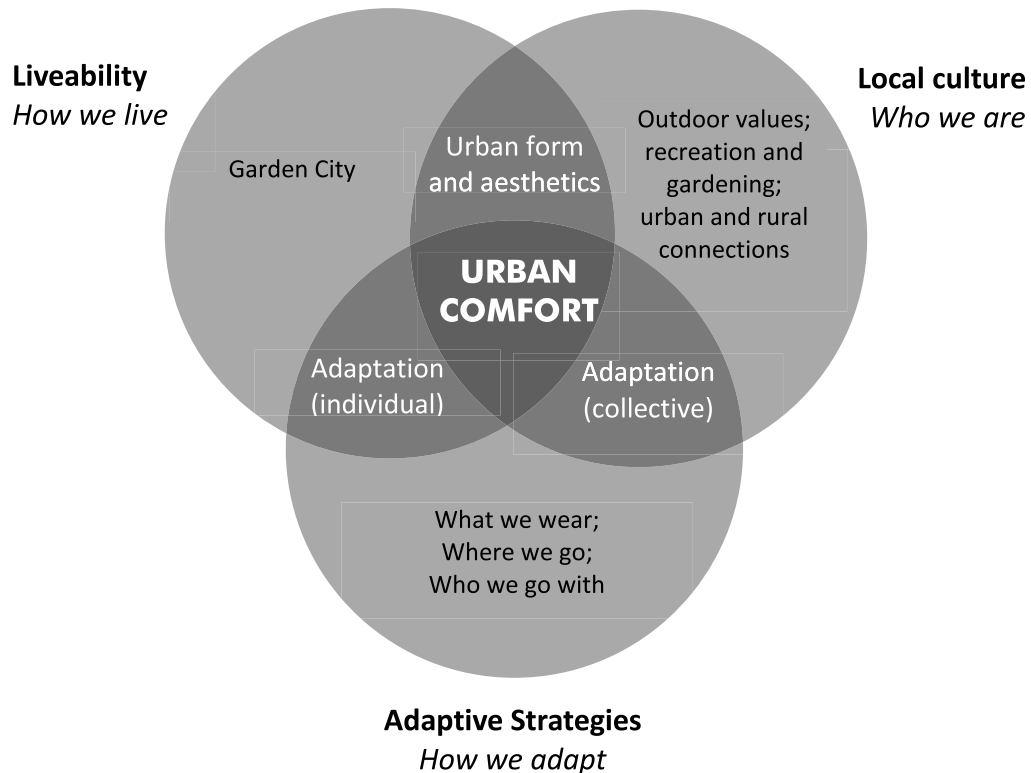 Liveability
How we live
Local culture
Who we are
Garden City
Urban form
and aesthetics
Outdoor values;
recreation and
gardening;
urban and rural
connections
URBAN
COMFORT
Adaptation
(individual)
Adaptation
(collective)
What we wear;
Where we go;
Who we go with
Adaptive Strategies
How we adapt